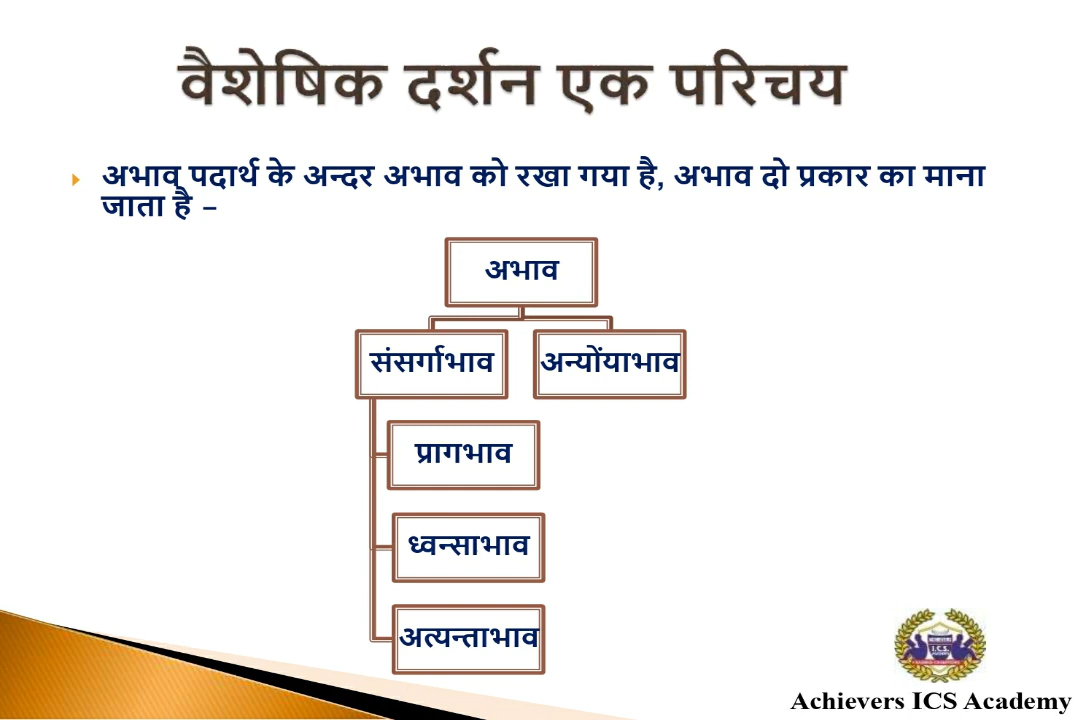 वैशेषिक दर्शन एक परिचय
अभाव पदार्थ के अन्दर अभाव को रखा गया है, अभाव दो प्रकार का माना
जाता है –
अभाव
संसर्गाभाव
अन्योंयाभाव
प्रागभाव
ध्वन्साभाव
अत्यन्ताभाव
I.C.S.
Achievers ICS Academy